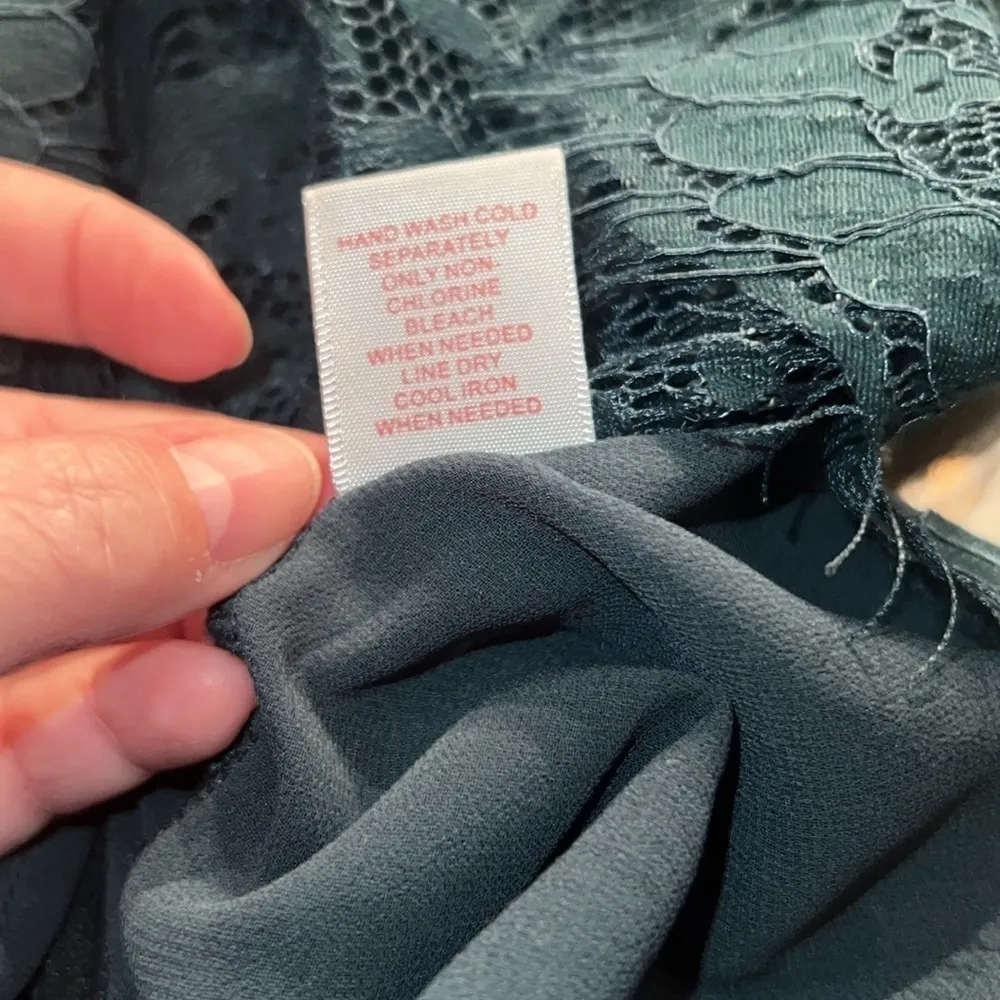 HAND WASH COLD
SEPARATELY
ONLY NON-
CHLORINE
BLEACH
WHEN NEEDED
LINE DRY
COOL IRON
WHEN NEEDED